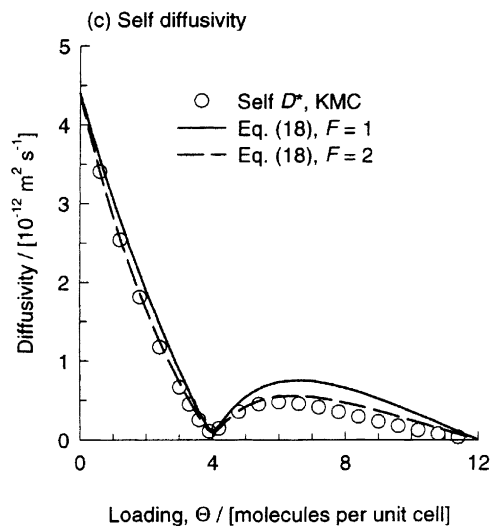 (c) Self diffusivity
5
4
3
2
1
0
Self D*, KMC
Eq. (18), F = 1
Eq. (18), F = 2
Diffusivity / [10⁻¹² m² s⁻¹]
0 4 8 12
Loading, Θ / [molecules per unit cell]